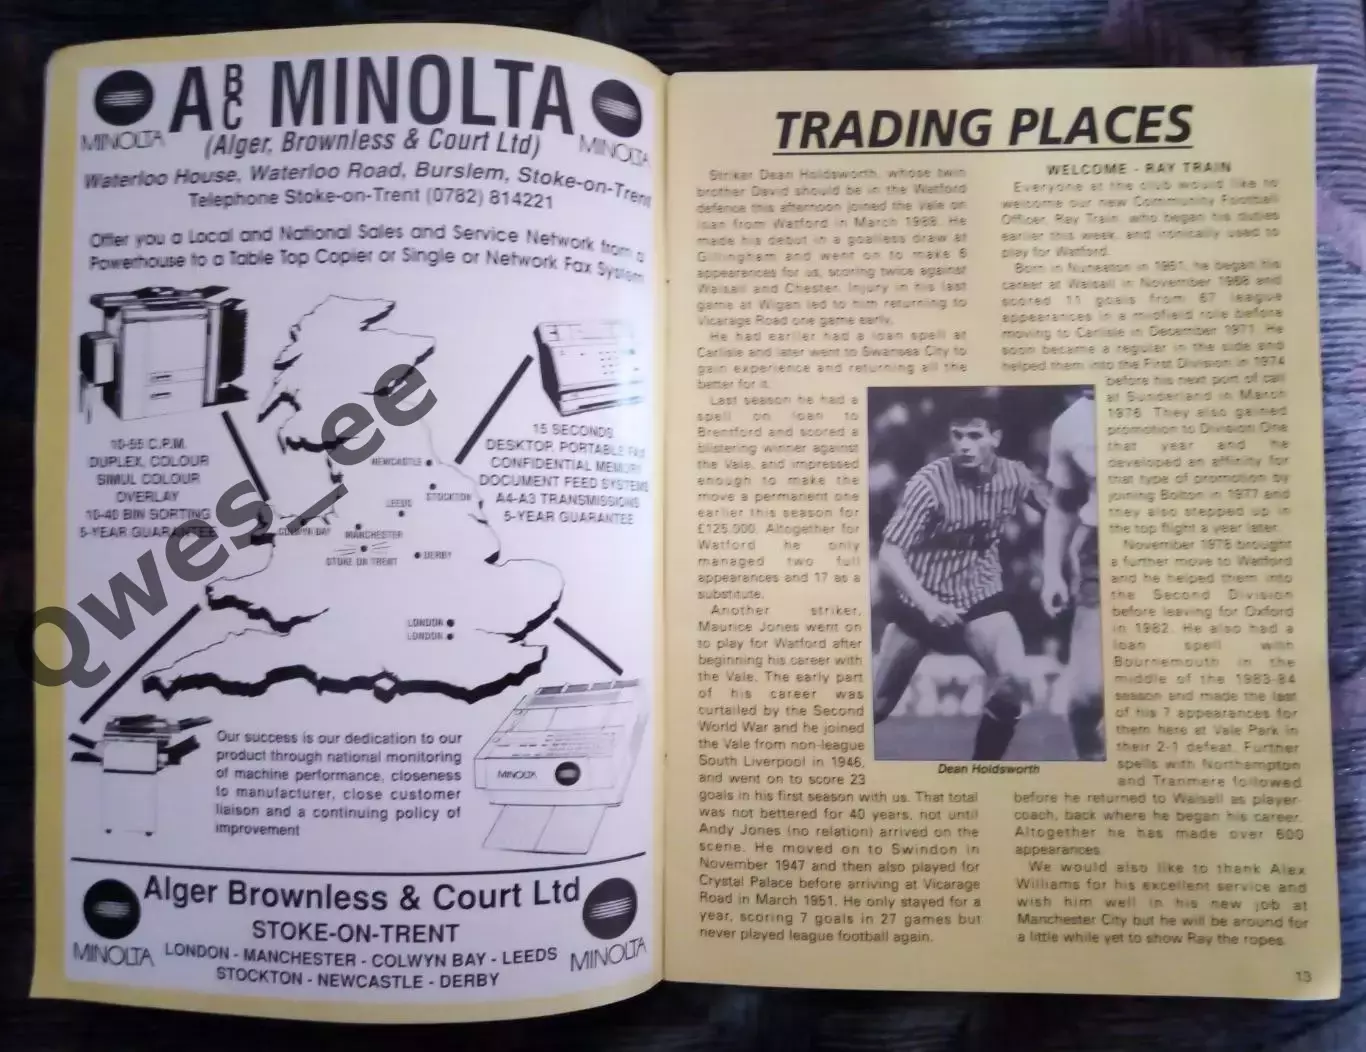 ABC MINOLTA
MINOLTA
(Alger, Brownless & Court Ltd)
MINOLTA
Waterloo House, Waterloo Road, Burslem, Stoke-on-Trent
Telephone Stoke-on-Trent (0782) 814221
Offer you a Local and National Sales and Service Network from a
Powerhouse to a Table Top Copier or Single or Network Fax System
10-55 C.P.M.
DUPLEX, COLOUR
SIMUL COLOUR
OVERLAY
10-40 BIN SORTING
5-YEAR GUARANTEE
15 SECONDS
DESKTOP, PORTABLE FAX
CONFIDENTIAL MEMORY
DOCUMENT FEED SYSTEMS
A4-A3 TRANSMISSIONS
5-YEAR GUARANTEE
NEWCASTLE
STOCKTON
LEEDS
COLWYN BAY
MANCHESTER
STOKE ON TRENT
DERBY
LONDON
LONDON
MINOLTA
Our success is our dedication to our
product through national monitoring
of machine performance, closeness
to manufacturer, close customer
liaison and a continuing policy of
improvement
Alger Brownless & Court Ltd
STOKE-ON-TRENT
MINOLTA
LONDON - MANCHESTER - COLWYN BAY - LEEDS
MINOLTA
STOCKTON - NEWCASTLE - DERBY
Qwes_ee
TRADING PLACES
Striker Dean Holdsworth, whose twin
brother David should be in the Watford
defence this afternoon joined the Vale on
loan from Watford in March 1988. He
made his debut in a goalless draw at
Gillingham and went on to make 6
appearances for us, scoring twice against
Walsall and Chester. Injury in his last
game at Wigan led to him returning to
Vicarage Road one game early.
He had earlier had a loan spell at
Carlisle and later went to Swansea City to
gain experience and returning all the
better for it.
Last season he had a
spell on loan to
Brentford and scored a
blistering winner against
the Vale, and impressed
enough to make the
move a permanent one
earlier this season for
£125,000. Altogether for
Watford he only
managed two full
appearances and 17 as a
substitute.
Another striker,
Maurice Jones went on
to play for Watford after
beginning his career with
the Vale. The early part
of his career was
curtailed by the Second
World War and he joined
the Vale from non-league
South Liverpool in 1946,
and went on to score 23
goals in his first season with us. That total
was not bettered for 40 years, not until
Andy Jones (no relation) arrived on the
scene. He moved on to Swindon in
November 1947 and then also played for
Crystal Palace before arriving at Vicarage
Road in March 1951. He only stayed for a
year, scoring 7 goals in 27 games but
never played league football again.
Dean Holdsworth
WELCOME - RAY TRAIN
Everyone at the club would like to
welcome our new Community Football
Officer, Ray Train, who began his duties
earlier this week, and ironically used to
play for Watford.
Born in Nuneaton in 1951, he began his
career at Walsall in November 1968 and
scored 11 goals from 67 league
appearances in a midfield role before
moving to Carlisle in December 1971. He
soon became a regular in the side and
helped them into the First Division in 1974
before his next port of call
at Sunderland in March
1976. They also gained
promotion to Division One
that year and he
developed an affinity for
that type of promotion by
joining Bolton in 1977 and
they also stepped up in
the top flight a year later.
November 1978 brought
a further move to Watford
and he helped them into
the Second Division
before leaving for Oxford
in 1982. He also had a
loan spell with
Bournemouth in the
middle of the 1983-84
season and made the last
of his 7 appearances for
them here at Vale Park in
their 2-1 defeat. Further
spells with Northampton
and Tranmere followed
before he returned to Walsall as player-
coach, back where he began his career.
Altogether he has made over 600
appearances.
We would also like to thank Alex
Williams for his excellent service and
wish him well in his new job at
Manchester City but he will be around for
a little while yet to show Ray the ropes.
13